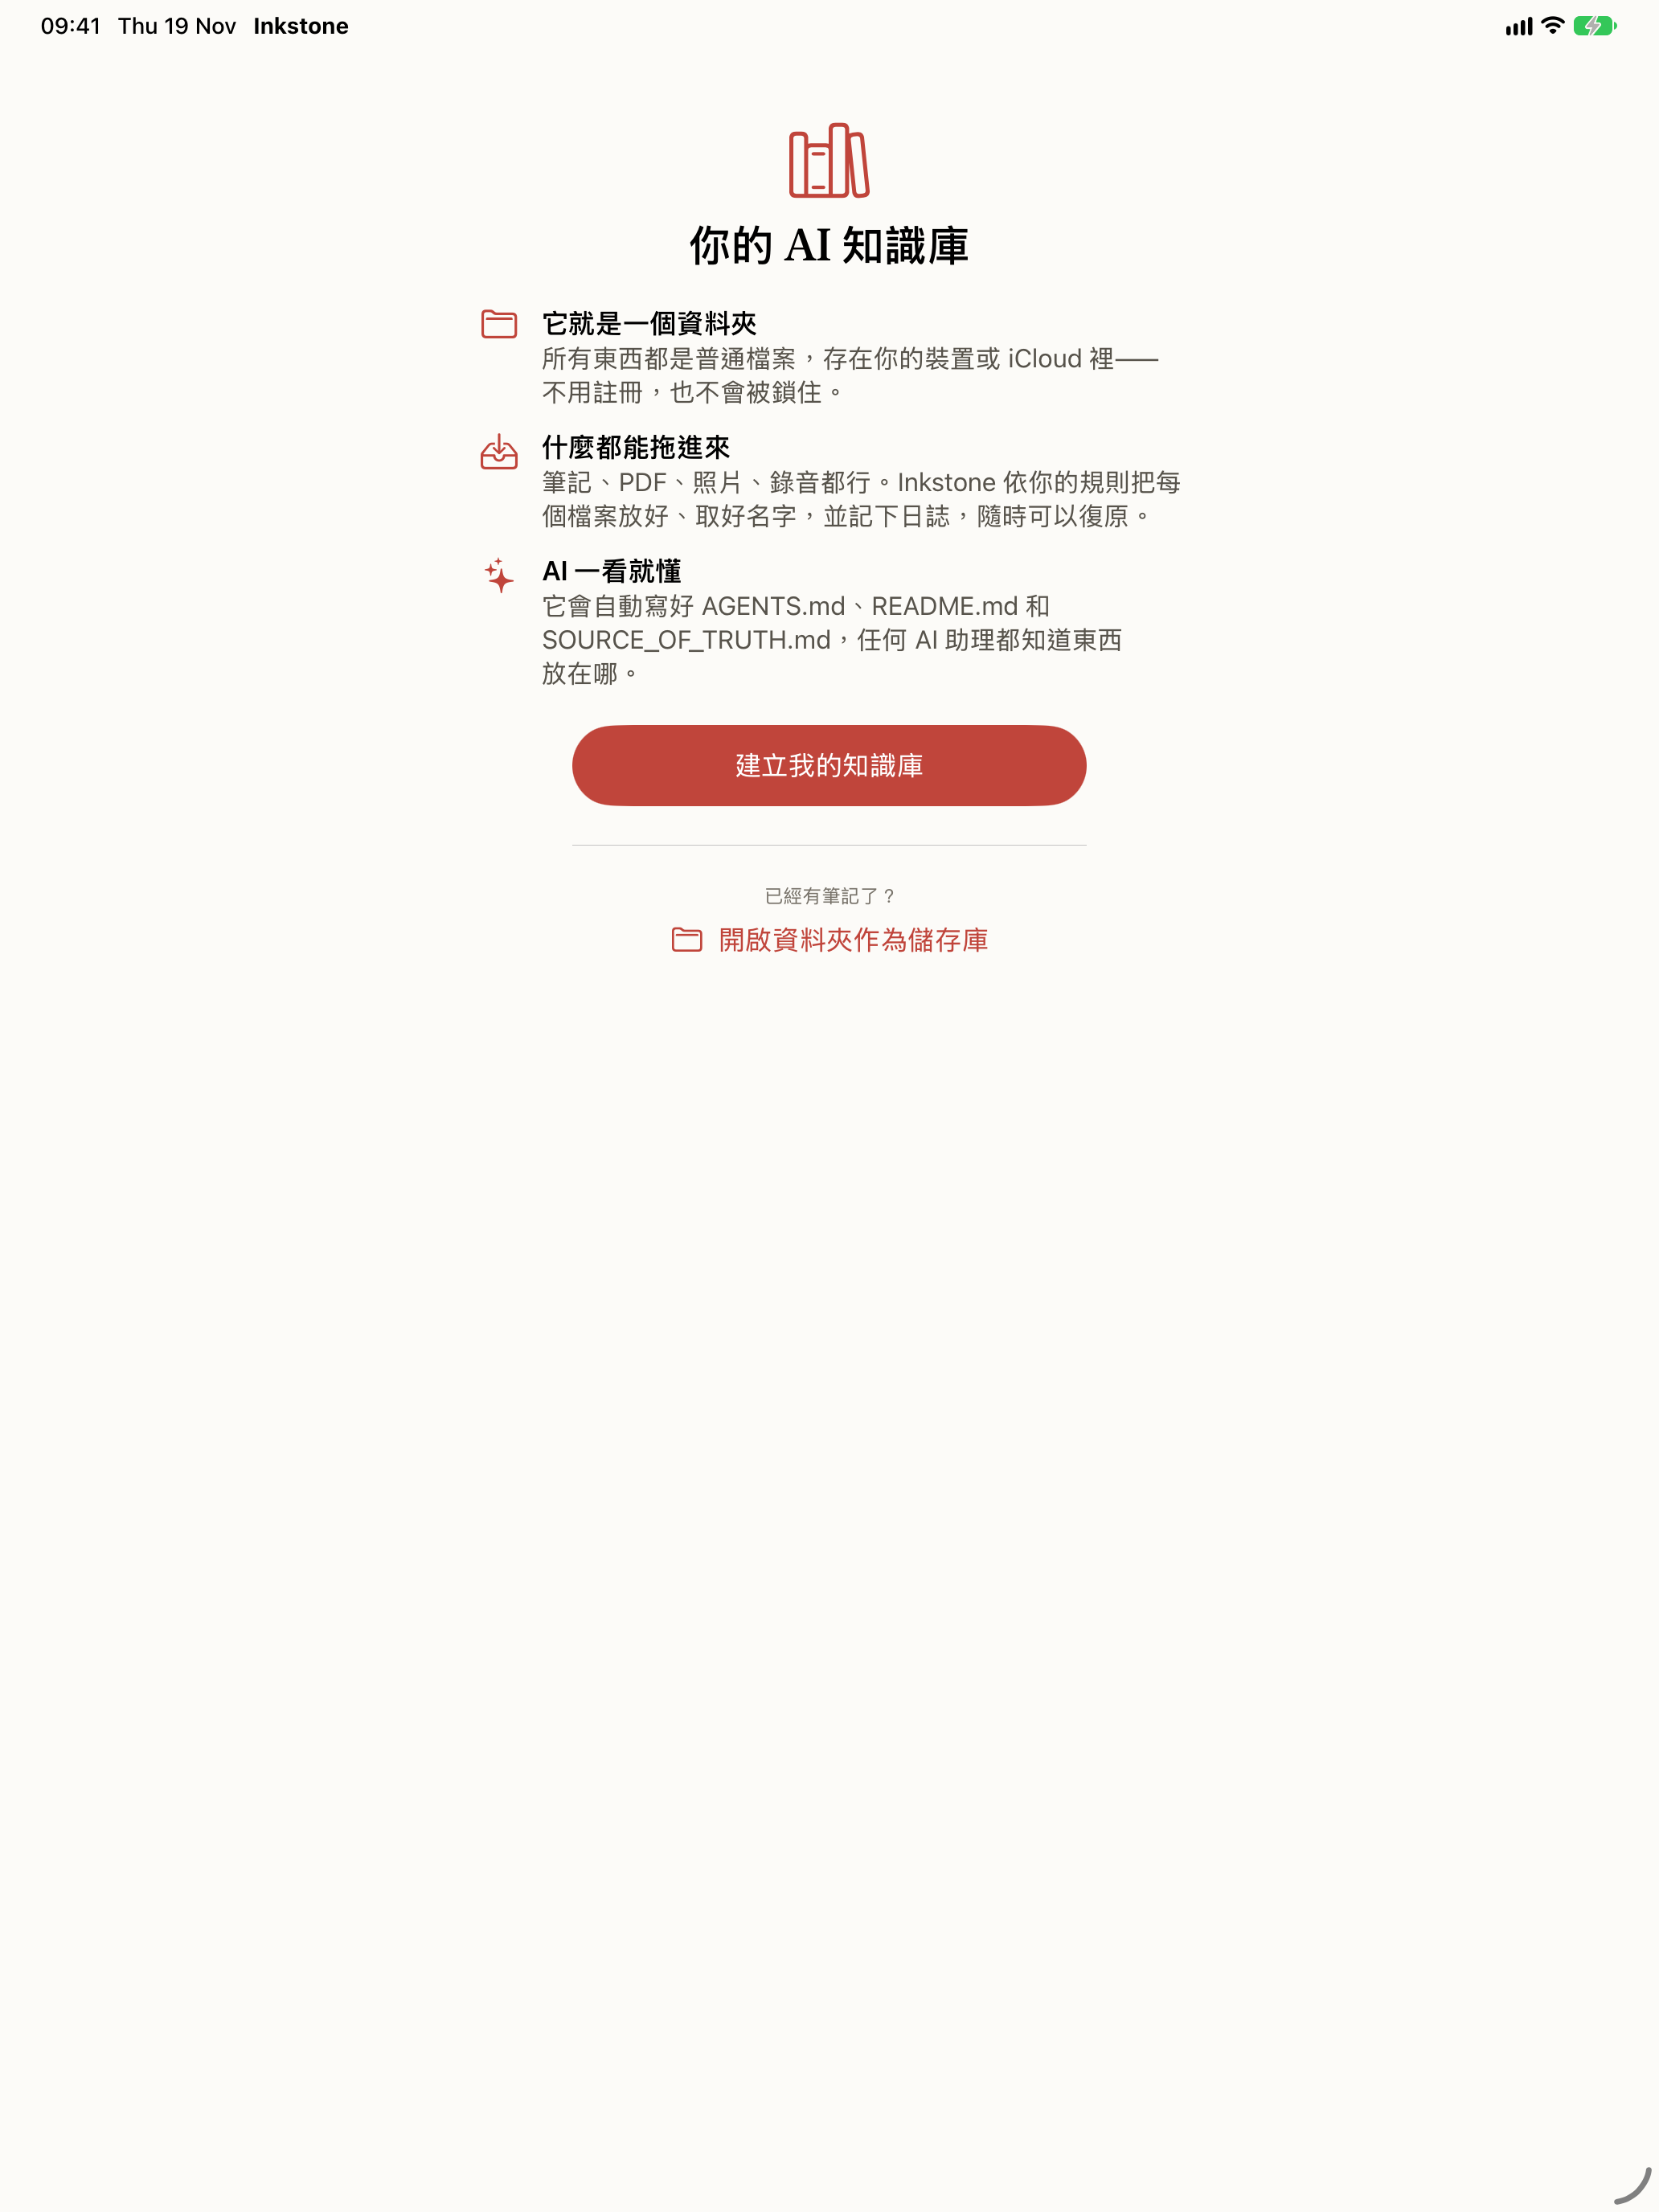 09:41 Thu 19 Nov Inkstone
你的 AI 知識庫
它就是一個資料夾
所有東西都是普通檔案，存在你的裝置或 iCloud 裡——
不用註冊，也不會被鎖住。
什麼都能拖進來
筆記、PDF、照片、錄音都行。Inkstone 依你的規則把每
個檔案放好、取好名字，並記下日誌，隨時可以復原。
AI 一看就懂
它會自動寫好 AGENTS.md、README.md 和
SOURCE_OF_TRUTH.md，任何 AI 助理都知道東西
放在哪。
建立我的知識庫
已經有筆記了？
開啟資料夾作為儲存庫